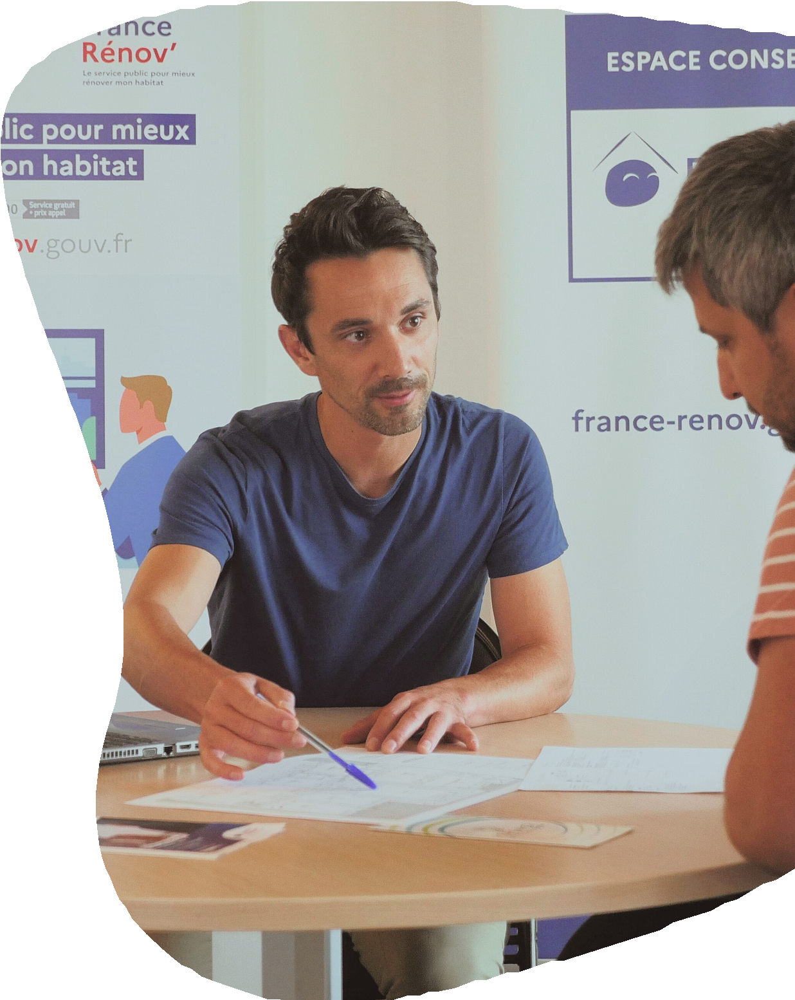 France
Rénov'
Le service public pour mieux
rénover mon habitat
lic pour mieux
on habitat
Service gratuit
+ prix appel
ov.gouv.fr
ESPACE CONSE
france-renov.g